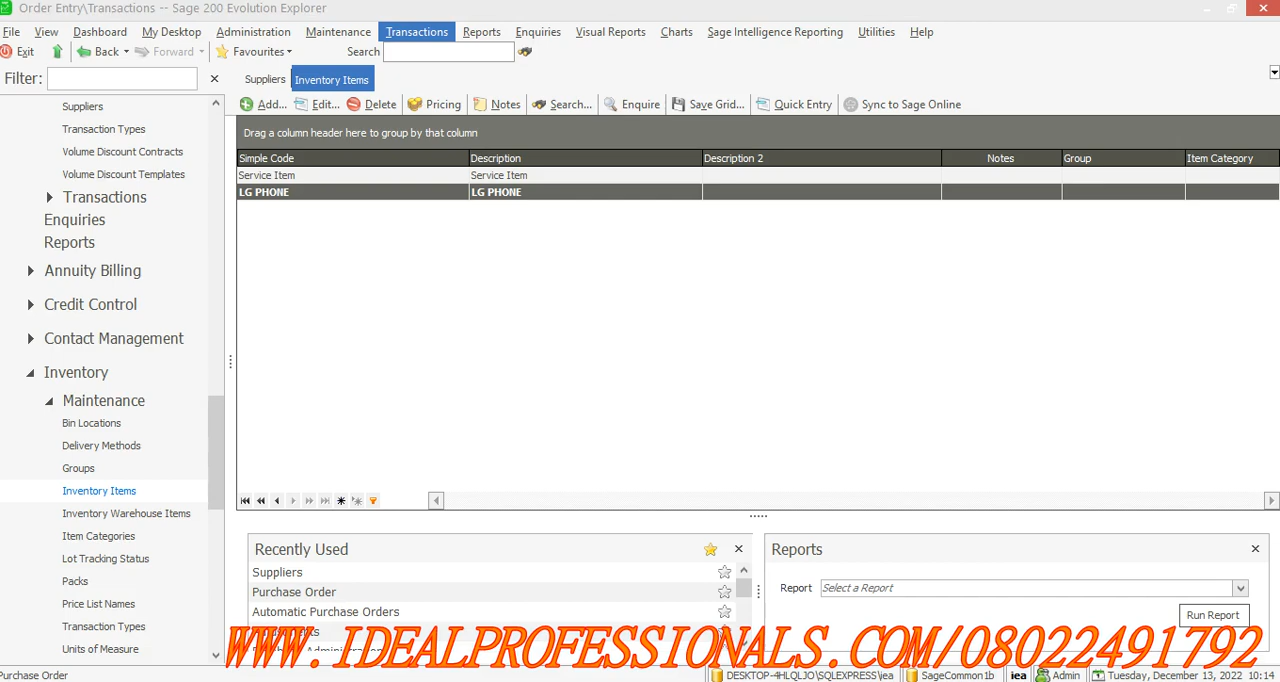 Order Entry\Transactions -- Sage 200 Evolution Explorer
File View Dashboard My Desktop Administration Maintenance Transactions Reports Enquiries Visual Reports Charts Sage Intelligence Reporting Utilities Help
Exit Back Forward Favourites Search
Filter:
Suppliers Inventory Items
Add... Edit... Delete Pricing Notes Search... Enquire Save Grid... Quick Entry Sync to Sage Online
Drag a column header here to group by that column
Simple Code Description Description 2 Notes Group Item Category
Service Item Service Item
LG PHONE LG PHONE
Suppliers
Transaction Types
Volume Discount Contracts
Volume Discount Templates
Transactions
Enquiries
Reports
Annuity Billing
Credit Control
Contact Management
Inventory
Maintenance
Bin Locations
Delivery Methods
Groups
Inventory Items
Inventory Warehouse Items
Item Categories
Lot Tracking Status
Packs
Price List Names
Transaction Types
Units of Measure
Recently Used
Suppliers
Purchase Order
Automatic Purchase Orders
Reports
Report Select a Report
Run Report
WWW.IDEALPROFESSIONALS.COM/08022491792
Purchase Order DESKTOP-4HLQLJO\SQLEXPRESS\iea SageCommon1b iea Admin Tuesday, December 13, 2022 10:14